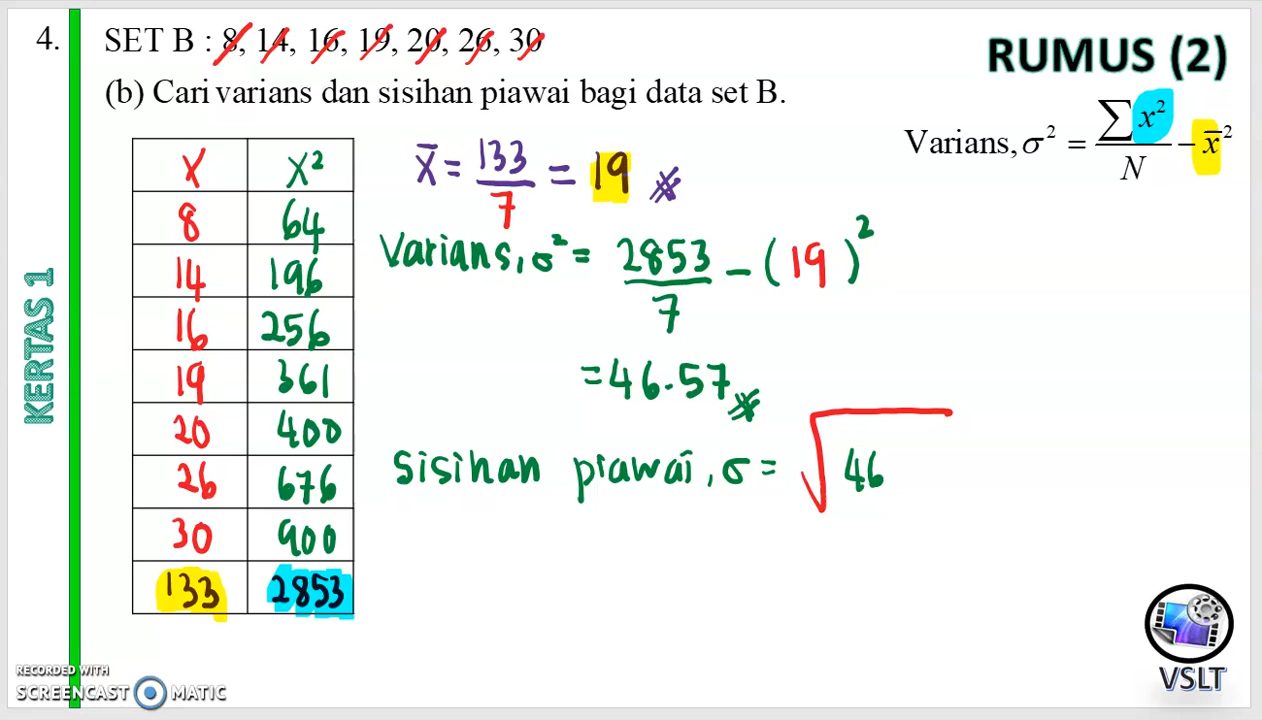 4.
SET B : 8, 14, 16, 19, 20, 26, 30
(b) Cari varians dan sisihan piawai bagi data set B.
RUMUS (2)
Varians, σ² = ∑x²/N − x̄²
KERTAS 1
X X²
8 64
14 196
16 256
19 361
20 400
26 676
30 900
133 2853
x̄ = 133/7 = 19
Varians, σ² = 2853/7 − (19)²
= 46.57
sisihan piawai, σ = √46
RECORDED WITH
SCREENCAST MATIC
VSLT